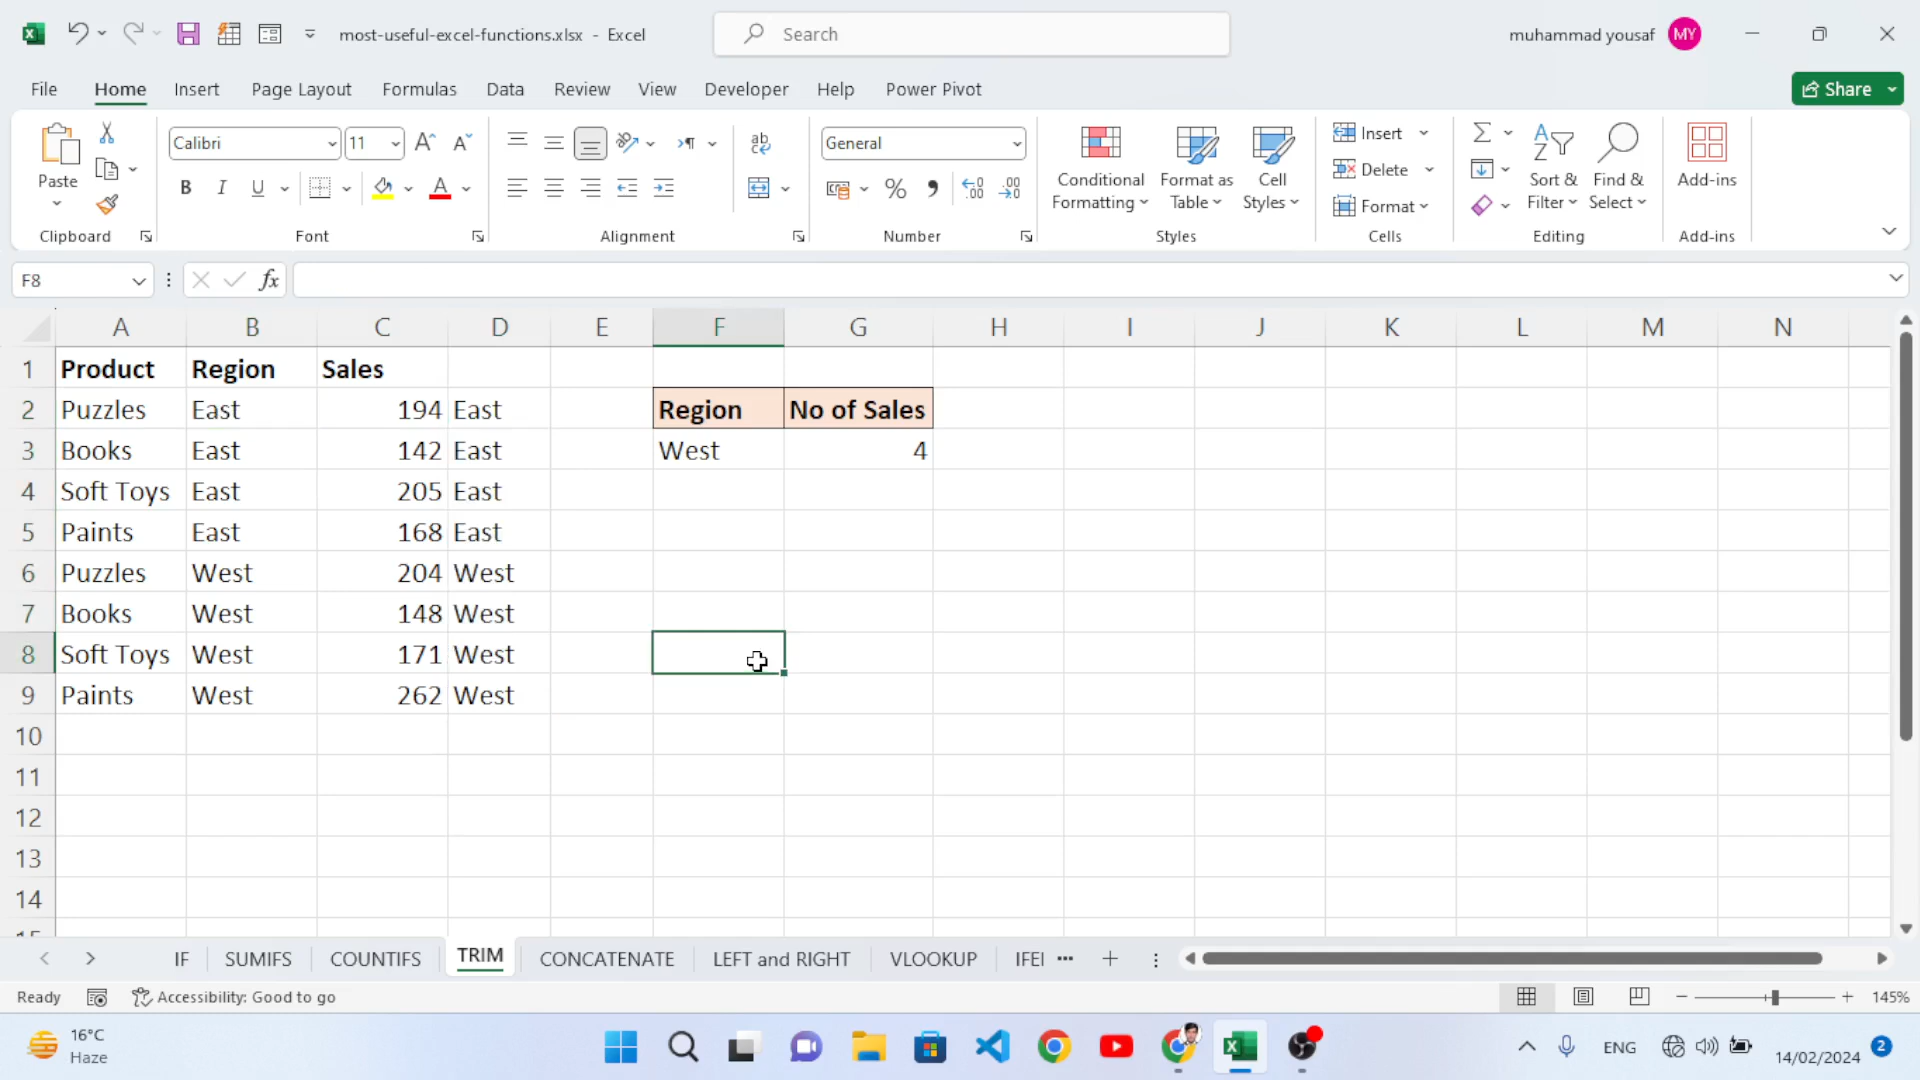 most-useful-excel-functions.xlsx - Excel
Search
muhammad yousaf MY
File Home Insert Page Layout Formulas Data Review View Developer Help Power Pivot
Share
Paste
Clipboard
Calibri 11
B I U A
Font
ab
Alignment
General
% ,
Number
Conditional Formatting
Format as Table
Cell Styles
Styles
Insert
Delete
Format
Cells
Sort & Filter
Find & Select
Editing
Add-ins
Add-ins
F8 fx
A B C D E F G H I J K L M N
1 Product Region Sales
2 Puzzles East 194 East Region No of Sales
3 Books East 142 East West 4
4 Soft Toys East 205 East
5 Paints East 168 East
6 Puzzles West 204 West
7 Books West 148 West
8 Soft Toys West 171 West
9 Paints West 262 West
10
11
12
13
14
15
IF SUMIFS COUNTIFS TRIM CONCATENATE LEFT and RIGHT VLOOKUP IFEI ...
Ready Accessibility: Good to go 145%
16°C
Haze
ENG
14/02/2024 2